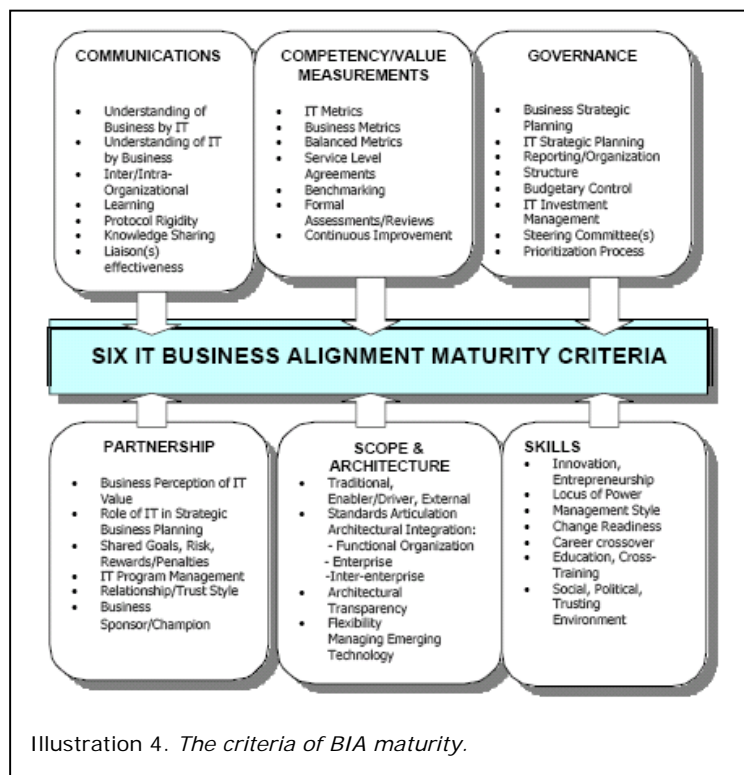 COMMUNICATIONS
• Understanding of
Business by IT
• Understanding of IT
by Business
• Inter/Intra-
Organizational
• Learning
• Protocol Rigidity
• Knowledge Sharing
• Liaison(s)
effectiveness
COMPETENCY/VALUE
MEASUREMENTS
• IT Metrics
• Business Metrics
• Balanced Metrics
• Service Level
Agreements
• Benchmarking
• Formal
Assessments/Reviews
• Continuous Improvement
GOVERNANCE
• Business Strategic
Planning
• IT Strategic Planning
• Reporting/Organization
• Structure
• Budgetary Control
• IT Investment
Management
• Steering Committee(s)
• Prioritization Process
SIX IT BUSINESS ALIGNMENT MATURITY CRITERIA
PARTNERSHIP
• Business Perception of IT
Value
• Role of IT in Strategic
Business Planning
• Shared Goals, Risk,
Rewards/Penalties
• IT Program Management
• Relationship/Trust Style
• Business
Sponsor/Champion
SCOPE &
ARCHITECTURE
• Traditional,
Enabler/Driver, External
• Standards Articulation
Architectural Integration:
- Functional Organization
- Enterprise
-Inter-enterprise
• Architectural
Transparency
• Flexibility
Managing Emerging
Technology
SKILLS
• Innovation,
Entrepreneurship
• Locus of Power
• Management Style
• Change Readiness
• Career crossover
• Education, Cross-
Training
• Social, Political,
Trusting
Environment
Illustration 4. The criteria of BIA maturity.